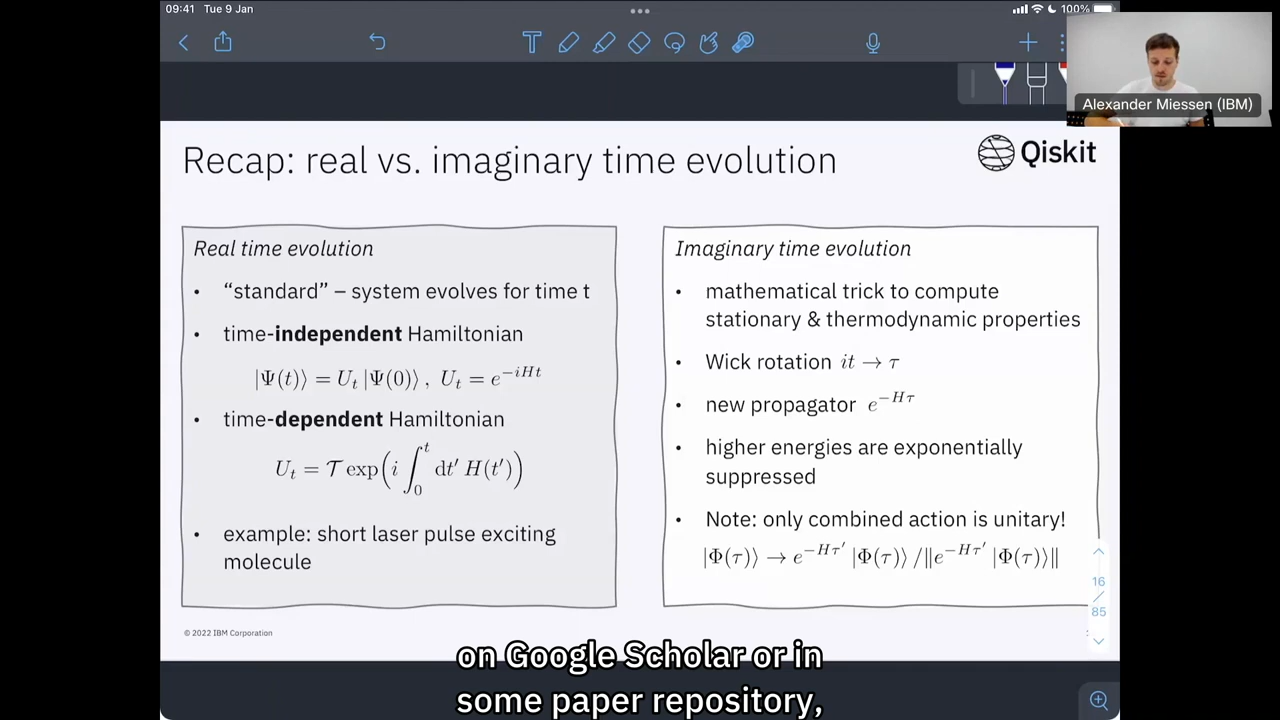 09:41 Tue 9 Jan
100%
Alexander Miessen (IBM)
Recap: real vs. imaginary time evolution
Qiskit
Real time evolution
• “standard” – system evolves for time t
• time-independent Hamiltonian
|Ψ(t)⟩ = U_t |Ψ(0)⟩ , U_t = e^{−iHt}
• time-dependent Hamiltonian
U_t = 𝒯 exp(i ∫_0^t dt′ H(t′))
• example: short laser pulse exciting
molecule
Imaginary time evolution
• mathematical trick to compute
stationary & thermodynamic properties
• Wick rotation it → τ
• new propagator e^{−Hτ}
• higher energies are exponentially
suppressed
• Note: only combined action is unitary!
|Φ(τ)⟩ → e^{−Hτ′} |Φ(τ)⟩ /‖e^{−Hτ′} |Φ(τ)⟩‖
16
/
85
© 2022 IBM Corporation
on Google Scholar or in
some paper repository,